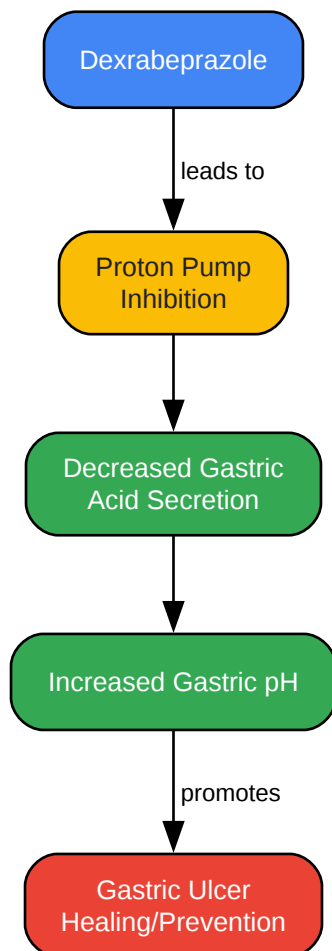 Dexrabeprazole
leads to
Proton Pump
Inhibition
Decreased Gastric
Acid Secretion
Increased Gastric pH
promotes
Gastric Ulcer
Healing/Prevention